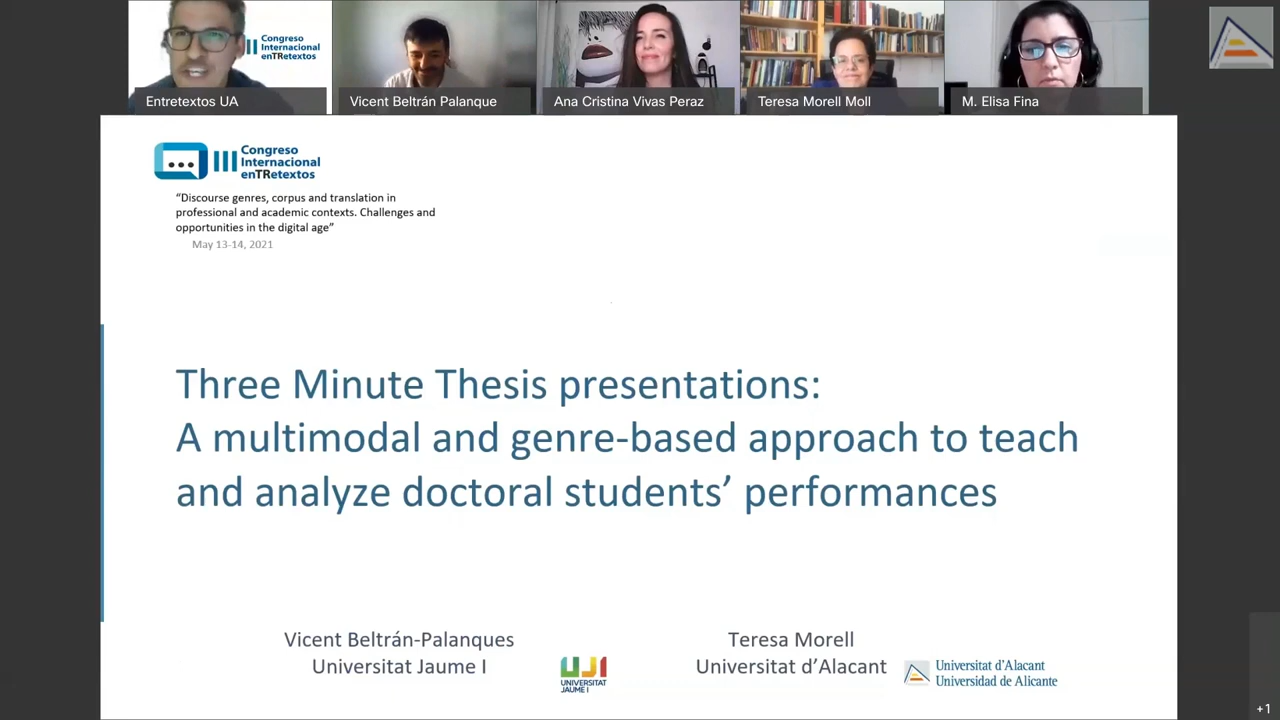 Congreso
Internacional
enTRetextos
Entretextos UA
Vicent Beltrán Palanque
Ana Cristina Vivas Peraz
Teresa Morell Moll
M. Elisa Fina
III Congreso
Internacional
enTRetextos
“Discourse genres, corpus and translation in
professional and academic contexts. Challenges and
opportunities in the digital age”
May 13-14, 2021
Three Minute Thesis presentations:
A multimodal and genre-based approach to teach
and analyze doctoral students’ performances
Vicent Beltrán-Palanques
Universitat Jaume I
UJI
UNIVERSITAT
JAUME I
Teresa Morell
Universitat d’Alacant
Universitat d’Alacant
Universidad de Alicante
+1